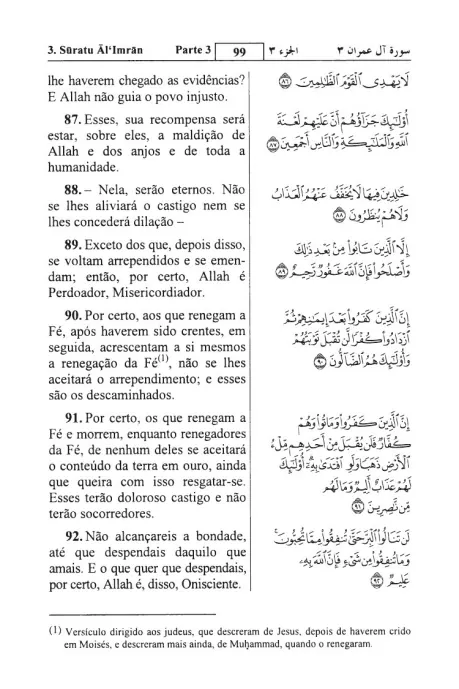 3. Sūratu Āl‘Imrān Parte 3 99 الجزء ٣ سورة آل عمران ٣
lhe haverem chegado as evidências?
E Allah não guia o povo injusto.
87. Esses, sua recompensa será
estar, sobre eles, a maldição de
Allah e dos anjos e de toda a
humanidade.
88. – Nela, serão eternos. Não
se lhes aliviará o castigo nem se
lhes concederá dilação –
89. Exceto dos que, depois disso,
se voltam arrependidos e se emen-
dam; então, por certo, Allah é
Perdoador, Misericordiador.
90. Por certo, aos que renegam a
Fé, após haverem sido crentes, em
seguida, acrescentam a si mesmos
a renegação da Fé(1), não se lhes
aceitará o arrependimento; e esses
são os descaminhados.
91. Por certo, os que renegam a
Fé e morrem, enquanto renegadores
da Fé, de nenhum deles se aceitará
o conteúdo da terra em ouro, ainda
que queira com isso resgatar-se.
Esses terão doloroso castigo e não
terão socorredores.
92. Não alcançareis a bondade,
até que despendais daquilo que
amais. E o que quer que despendais,
por certo, Allah é, disso, Onisciente.
لَا يَهْدِى الْقَوْمَ الظَّالِمِينَ ٨٦
أُوْلَٰئِكَ جَزَآؤُهُمْ أَنَّ عَلَيْهِمْ لَعْنَةَ
اللَّهِ وَالْمَلَٰئِكَةِ وَالنَّاسِ أَجْمَعِينَ ٨٧
خَٰلِدِينَ فِيهَا لَا يُخَفَّفُ عَنْهُمُ الْعَذَابُ
وَلَا هُمْ يُنظَرُونَ ٨٨
إِلَّا الَّذِينَ تَابُوا مِنۢ بَعْدِ ذَٰلِكَ
وَأَصْلَحُوا فَإِنَّ اللَّهَ غَفُورٌ رَّحِيمٌ ٨٩
إِنَّ الَّذِينَ كَفَرُوا بَعْدَ إِيمَٰنِهِمْ ثُمَّ
ازْدَادُوا كُفْرًا لَّن تُقْبَلَ تَوْبَتُهُمْ
وَأُوْلَٰئِكَ هُمُ الضَّآلُّونَ ٩٠
إِنَّ الَّذِينَ كَفَرُوا وَمَاتُوا وَهُمْ
كُفَّارٌ فَلَن يُقْبَلَ مِنْ أَحَدِهِم مِّلْءُ
الْأَرْضِ ذَهَبًا وَلَوِ افْتَدَىٰ بِهِ أُوْلَٰئِكَ
لَهُمْ عَذَابٌ أَلِيمٌ وَمَا لَهُم
مِّن نَّٰصِرِينَ ٩١
لَن تَنَالُوا الْبِرَّ حَتَّىٰ تُنفِقُوا مِمَّا تُحِبُّونَ
وَمَا تُنفِقُوا مِن شَىْءٍ فَإِنَّ اللَّهَ بِهِ
عَلِيمٌ ٩٢
(1) Versículo dirigido aos judeus, que descreram de Jesus, depois de haverem crido
em Moisés, e descreram mais ainda, de Muḥammad, quando o renegaram.